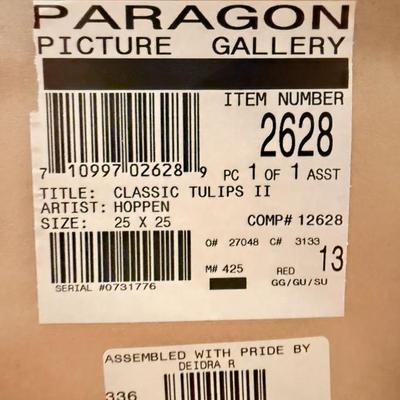 PARAGON
PICTURE GALLERY
ITEM NUMBER
2628
7 10997 02628 9
PC 1 OF 1 ASST
TITLE: CLASSIC TULIPS II
ARTIST: HOPPEN
SIZE: 25 X 25
COMP# 12628
O# 27048 C# 3133
M# 425 RED 13
GG/GU/SU
SERIAL #0731776
ASSEMBLED WITH PRIDE BY
DEIDRA R
336